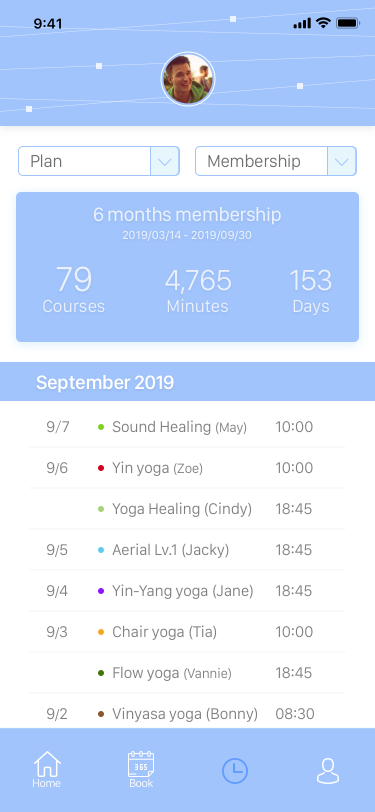 9:41
Plan
Membership
6 months membership
2019/03/14 - 2019/09/30
79 4,765 153
Courses Minutes Days
September 2019
9/7 Sound Healing (May) 10:00
9/6 Yin yoga (Zoe) 10:00
Yoga Healing (Cindy) 18:45
9/5 Aerial Lv.1 (Jacky) 18:45
9/4 Yin-Yang yoga (Jane) 18:45
9/3 Chair yoga (Tia) 10:00
Flow yoga (Vannie) 18:45
9/2 Vinyasa yoga (Bonny) 08:30
365
Home Book